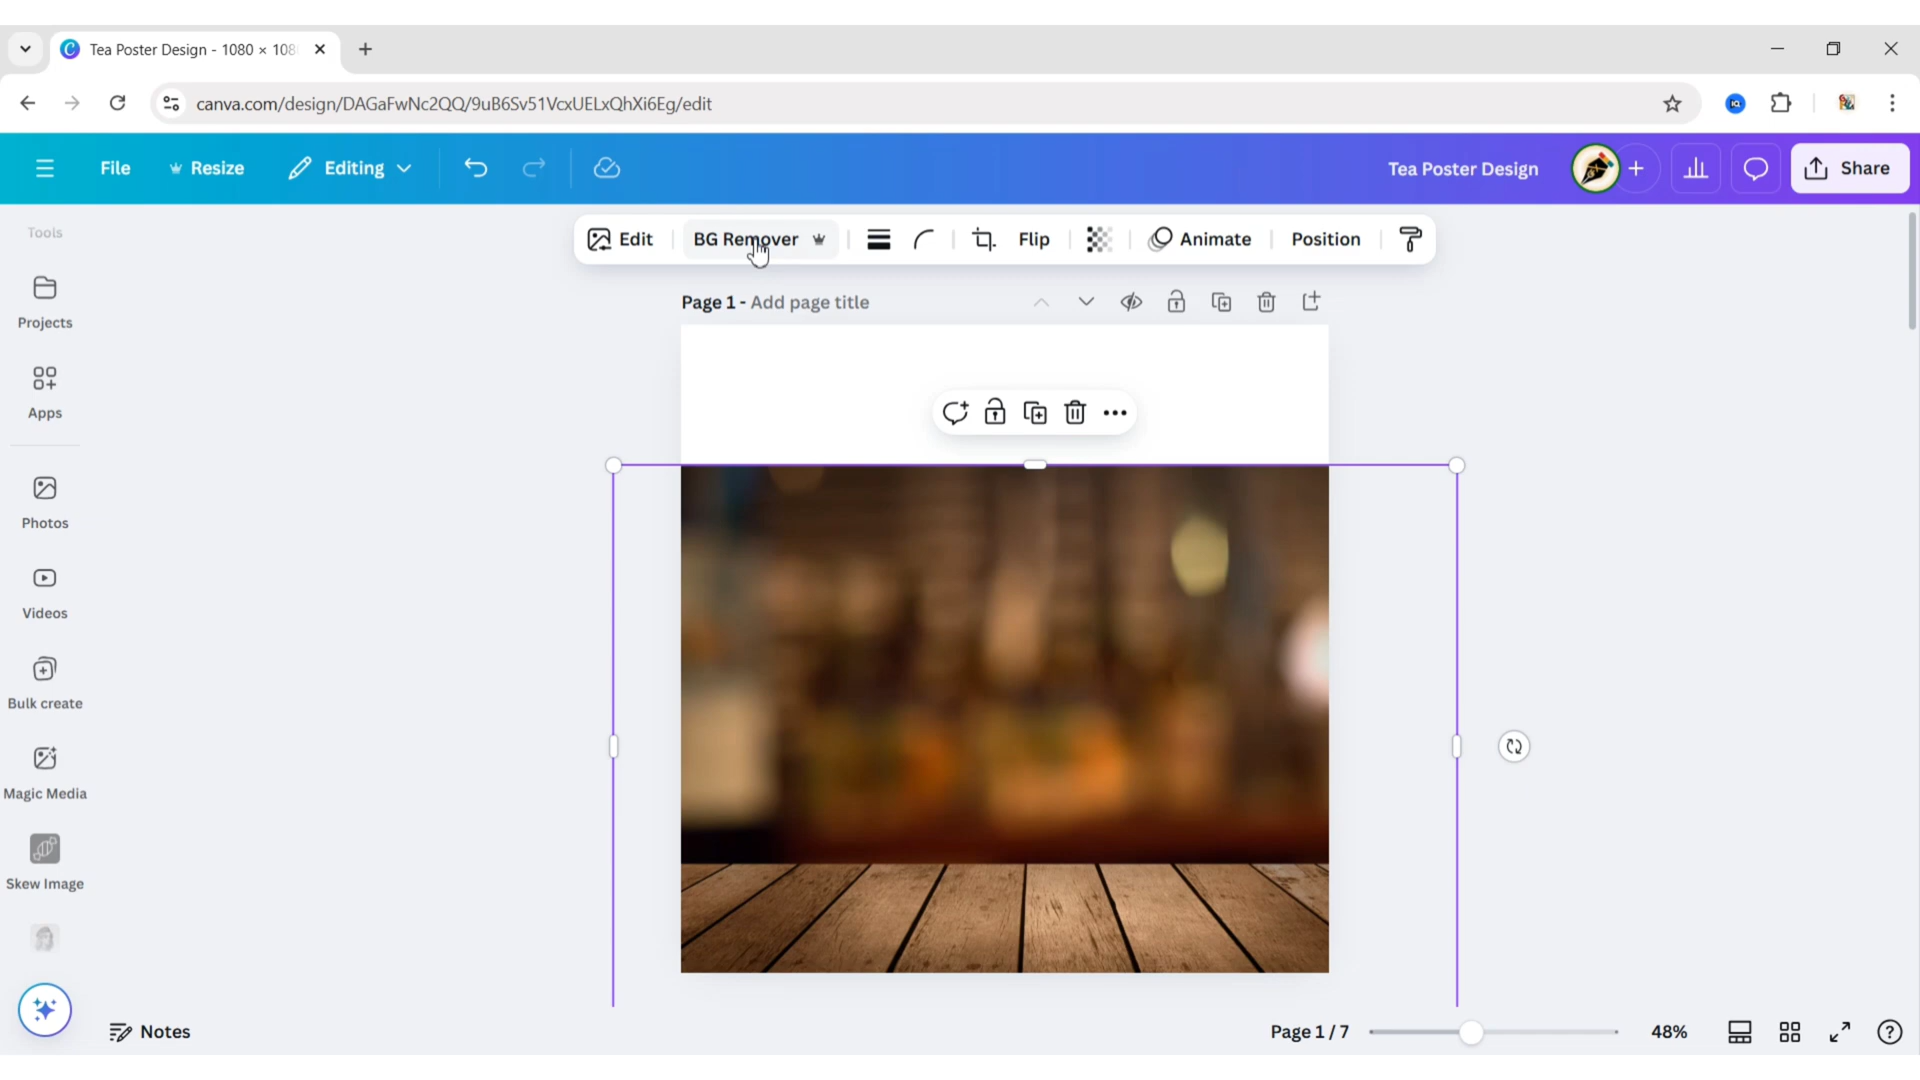 Tea Poster Design - 1080 × 108
canva.com/design/DAGaFwNc2QQ/9uB6Sv51VcxUELxQhXi6Eg/edit
File
Resize
Editing
Tea Poster Design
Share
Tools
Edit
BG Remover
Flip
Animate
Position
Page 1 - Add page title
Projects
Apps
Photos
Videos
Bulk create
Magic Media
Skew Image
Notes
Page 1 / 7
48%